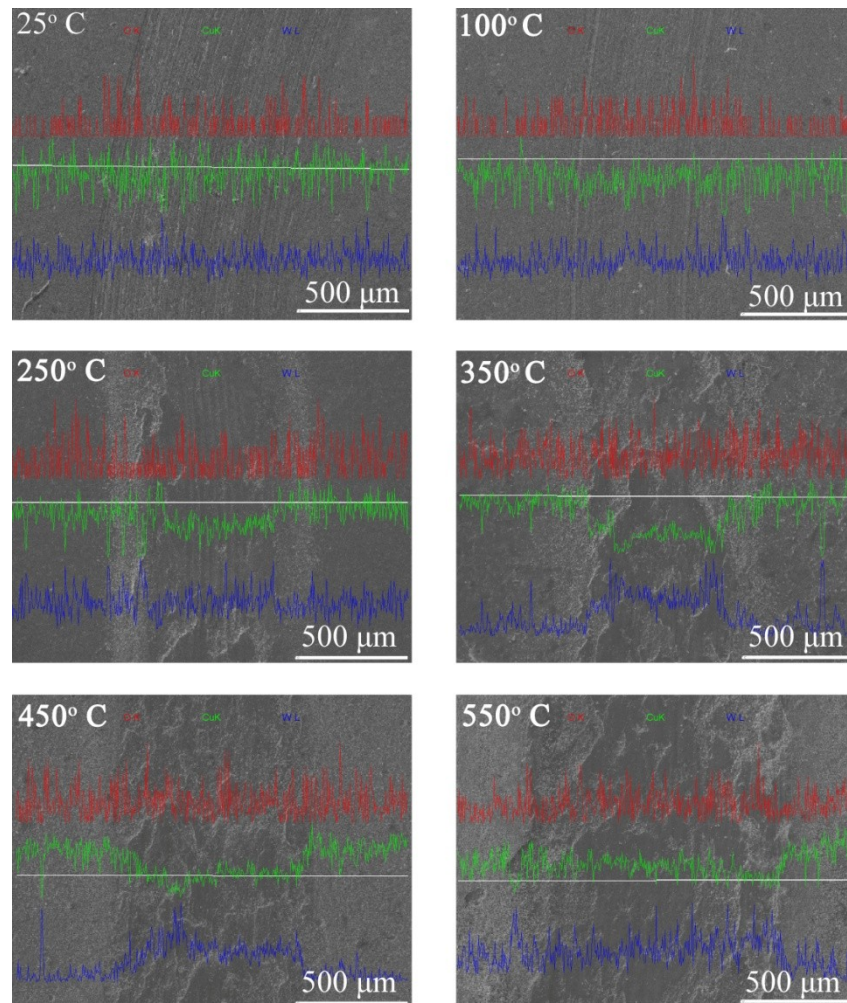 25° C
CuK W L
500 μm
100° C
CuK W L
500 μm
250° C
CuK W L
500 μm
350° C
CuK W L
500 μm
450° C
CuK W L
500 μm
550° C
CuK W L
500 μm